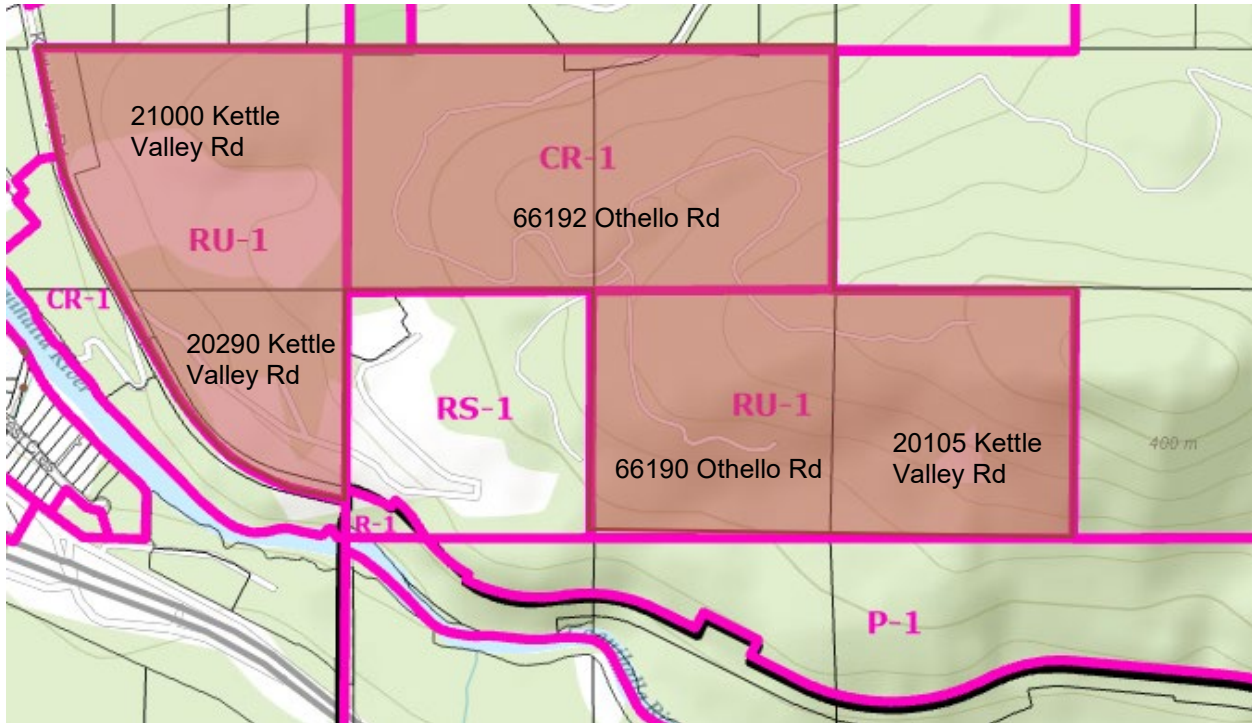 21000 Kettle
Valley Rd
CR-1
66192 Othello Rd
RU-1
CR-1
20290 Kettle
Valley Rd
RS-1
RU-1
20105 Kettle
Valley Rd
400 m
66190 Othello Rd
R-1
P-1